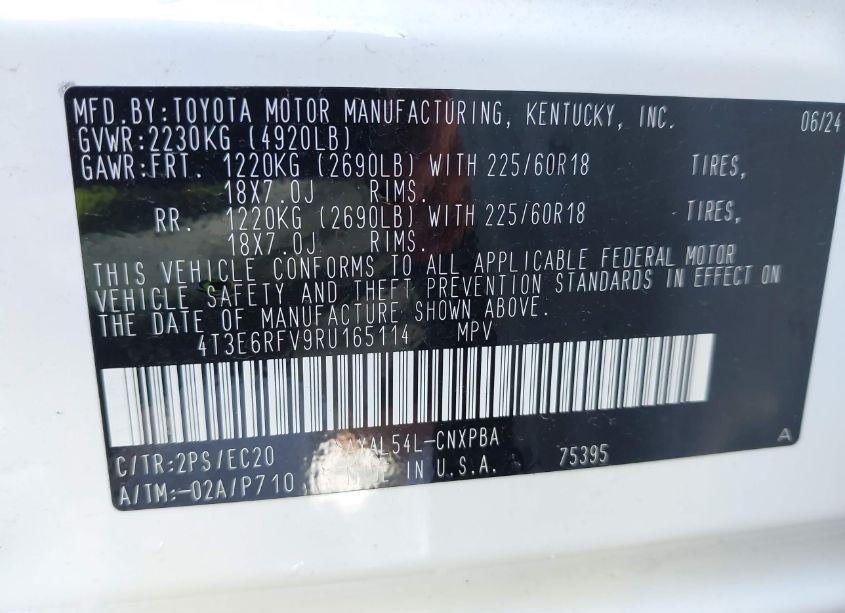 MFD.BY:TOYOTA MOTOR MANUFACTURING, KENTUCKY, INC. 06/24
GVWR:2230KG (4920LB)
GAWR:FRT. 1220KG (2690LB) WITH 225/60R18 TIRES,
18X7.0J RIMS.
RR. 1220KG (2690LB) WITH 225/60R18 TIRES,
18X7.0J RIMS.
THIS VEHICLE CONFORMS TO ALL APPLICABLE FEDERAL MOTOR
VEHICLE SAFETY AND THEFT PREVENTION STANDARDS IN EFFECT ON
THE DATE OF MANUFACTURE SHOWN ABOVE.
4T3E6RFV9RU165114 MPV
C/TR:2PS/EC20 AXAL54L-CNXPBA A
A/TM:-02A/P710 IN U.S.A. 75395